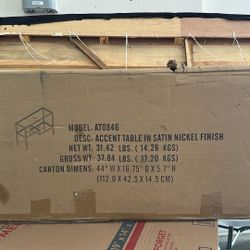 MODEL: AT0846
DESC: ACCENT TABLE IN SATIN NICKEL FINISH
NET WT: 31.42 LBS. ( 14.28 KGS)
GROSS WT: 37.84 LBS. ( 17.20 KGS)
CARTON DIMENS: 44" W X 16.75" D X 5.7" H
(112.0 X 42.5 X 14.5 CM)
FORGET